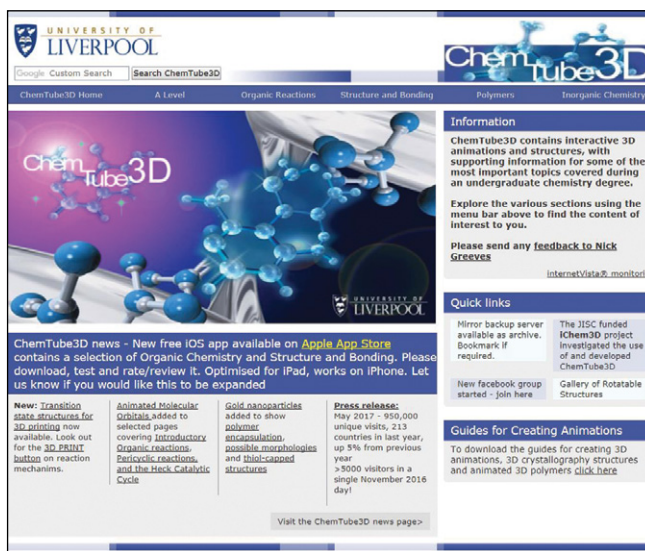 UNIVERSITY OF
LIVERPOOL
Google Custom Search
Search ChemTube3D
Chem
Tube3D
ChemTube3D Home
A Level
Organic Reactions
Structure and Bonding
Polymers
Inorganic Chemistry
Chem
Tube3D
UNIVERSITY OF
LIVERPOOL
Information
ChemTube3D contains interactive 3D
animations and structures, with
supporting information for some of the
most important topics covered during
an undergraduate chemistry degree.
Explore the various sections using the
menu bar above to find the content of
interest to you.
Please send any feedback to Nick
Greeves
InternetVista® monitori
Quick links
Mirror backup server
available as archive.
Bookmark if
required.
The JISC funded
iChem3D project
investigated the use
of and developed
ChemTube3D
New facebook group
started - join here
Gallery of Rotatable
Structures
Guides for Creating Animations
To download the guides for creating 3D
animations, 3D crystallography structures
and animated 3D polymers click here
ChemTube3D news - New free iOS app available on Apple App Store
contains a selection of Organic Chemistry and Structure and Bonding. Please
download, test and rate/review it. Optimised for iPad, works on iPhone. Let
us know if you would like this to be expanded
New: Transition
state structures for
3D printing now
available. Look out
for the 3D PRINT
button on reaction
mechanims.
Animated Molecular
Orbitals added to
selected pages
covering Introductory
Organic reactions,
Pericyclic reactions,
and the Heck Catalytic
Cycle
Gold nanoparticles
added to show
polymer
encapsulation,
possible morphologies
and thiol-capped
structures
Press release:
May 2017 - 950,000
unique visits, 213
countries in last year,
up 5% from previous
year
>5000 visitors in a
single November 2016
day!
Visit the ChemTube3D news page>